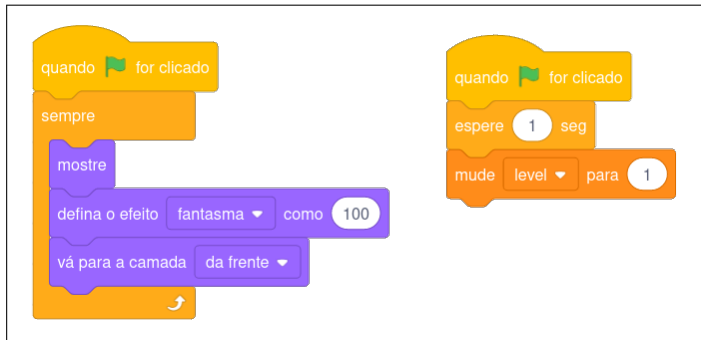 quando for clicado
sempre
mostre
defina o efeito fantasma como 100
vá para a camada da frente
quando for clicado
espere 1 seg
mude level para 1